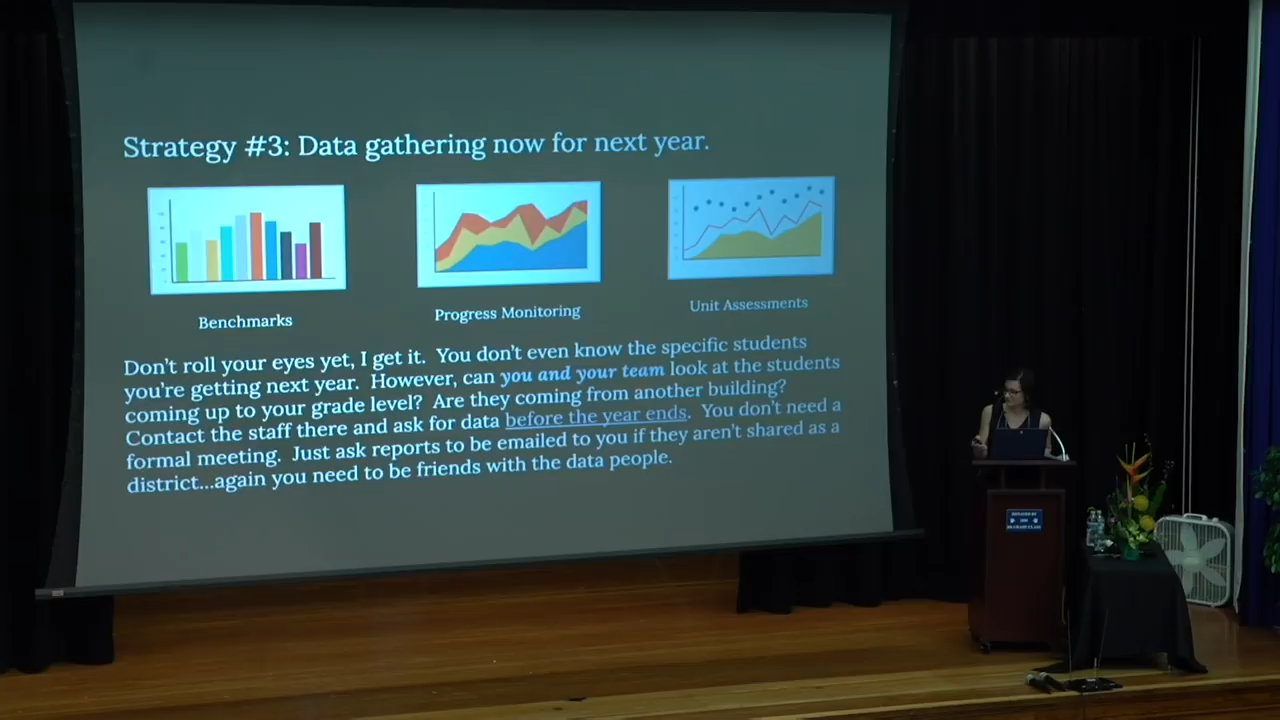 Strategy #3: Data gathering now for next year.
Benchmarks
Progress Monitoring
Unit Assessments
Don't roll your eyes yet, I get it. You don't even know the specific students
you're getting next year. However, can you and your team look at the students
coming up to your grade level? Are they coming from another building?
Contact the staff there and ask for data before the year ends. You don't need a
formal meeting. Just ask reports to be emailed to you if they aren't shared as a
district...again you need to be friends with the data people.
DONATED BY